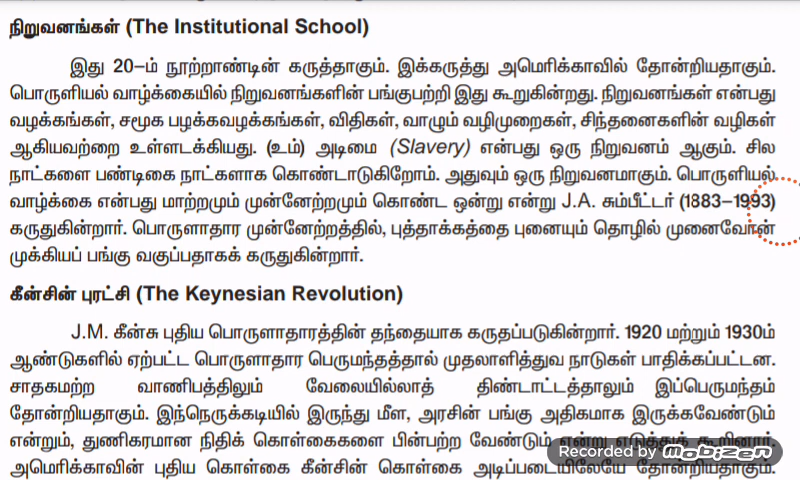 நிறுவனங்கள் (The Institutional School)
இது 20–ம் நூற்றாண்டின் கருத்தாகும். இக்கருத்து அமெரிக்காவில் தோன்றியதாகும்.
பொருளியல் வாழ்க்கையில் நிறுவனங்களின் பங்குபற்றி இது கூறுகின்றது. நிறுவனங்கள் என்பது
வழக்கங்கள், சமூக பழக்கவழக்கங்கள், விதிகள், வாழும் வழிமுறைகள், சிந்தனைகளின் வழிகள்
ஆகியவற்றை உள்ளடக்கியது. (உம்) அடிமை (Slavery) என்பது ஒரு நிறுவனம் ஆகும். சில
நாட்களை பண்டிகை நாட்களாக கொண்டாடுகிறோம். அதுவும் ஒரு நிறுவனமாகும். பொருளியல்
வாழ்க்கை என்பது மாற்றமும் முன்னேற்றமும் கொண்ட ஒன்று என்று J.A. சும்பீட்டர் (1883–1993)
கருதுகின்றார். பொருளாதார முன்னேற்றத்தில், புத்தாக்கத்தை புனையும் தொழில் முனைவோன்
முக்கியப் பங்கு வகுப்பதாகக் கருதுகின்றார்.
கீன்சின் புரட்சி (The Keynesian Revolution)
J.M. கீன்சு புதிய பொருளாதாரத்தின் தந்தையாக கருதப்படுகின்றார். 1920 மற்றும் 1930ம்
ஆண்டுகளில் ஏற்பட்ட பொருளாதார பெருமந்தத்தால் முதலாளித்துவ நாடுகள் பாதிக்கப்பட்டன.
சாதகமற்ற வாணிபத்திலும் வேலையில்லாத் திண்டாட்டத்தாலும் இப்பெருமந்தம்
தோன்றியதாகும். இந்நெருக்கடியில் இருந்து மீள, அரசின் பங்கு அதிகமாக இருக்கவேண்டும்
என்றும், துணிகரமான நிதிக் கொள்கைகளை பின்பற்ற வேண்டும் என்று எடுத்துக் கூறினார்.
Recorded by Mobizen
அமெரிக்காவின் புதிய கொள்கை கீன்சின் கொள்கை அடிப்படையிலேயே தோன்றியதாகும்.